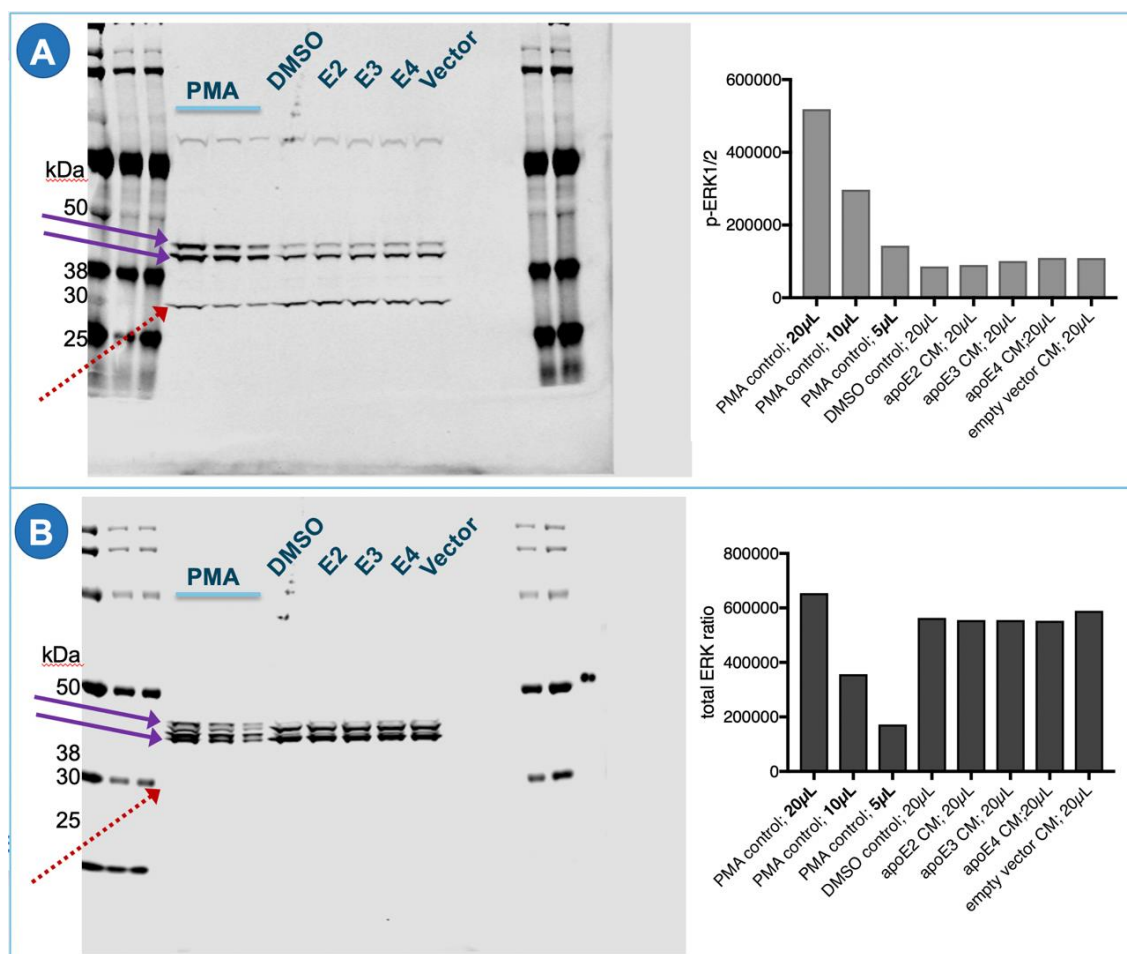 A
PMA
DMSO
E2
E3
E4
Vector
kDa
50
38
30
25
600000
400000
200000
0
p-ERK1/2
PMA control; 20µL
PMA control; 10µL
PMA control; 5µL
DMSO control; 20µL
apoE2 CM; 20µL
apoE3 CM; 20µL
apoE4 CM;20µL
empty vector CM; 20µL
B
PMA
DMSO
E2
E3
E4
Vector
kDa
50
38
30
25
800000
600000
400000
200000
0
total ERK ratio
PMA control; 20µL
PMA control; 10µL
PMA control; 5µL
DMSO control; 20µL
apoE2 CM; 20µL
apoE3 CM; 20µL
apoE4 CM;20µL
empty vector CM; 20µL